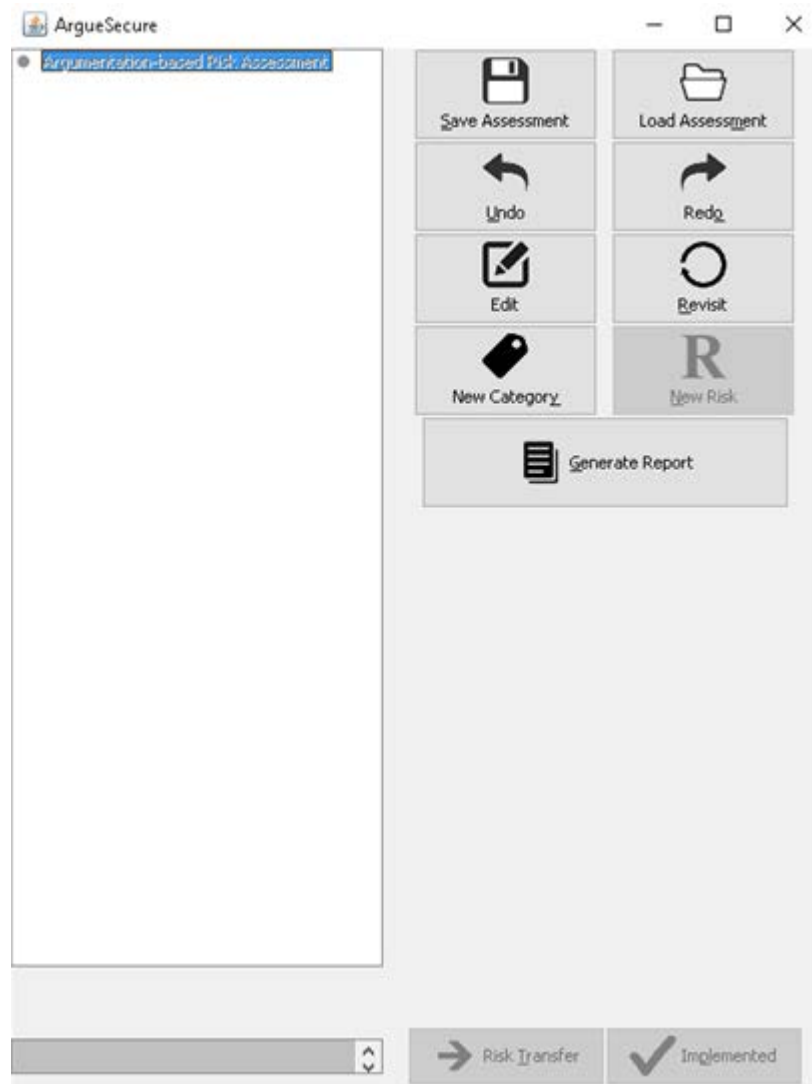 ArgueSecure
Argumentation-based Risk Assessment
Save Assessment
Load Assessment
Undo
Redo
Edit
Revisit
New Category
R
New Risk
Generate Report
Risk Transfer
Implemented